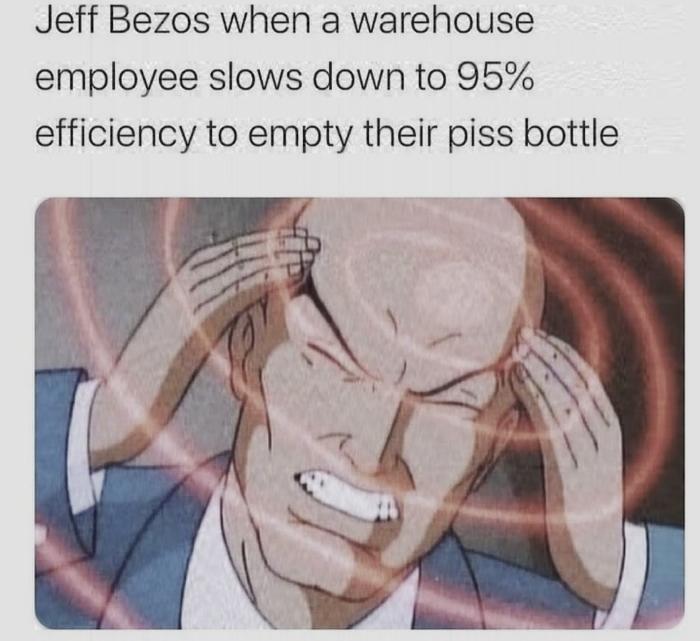 Jeff Bezos when a warehouse
employee slows down to 95%
efficiency to empty their piss bottle